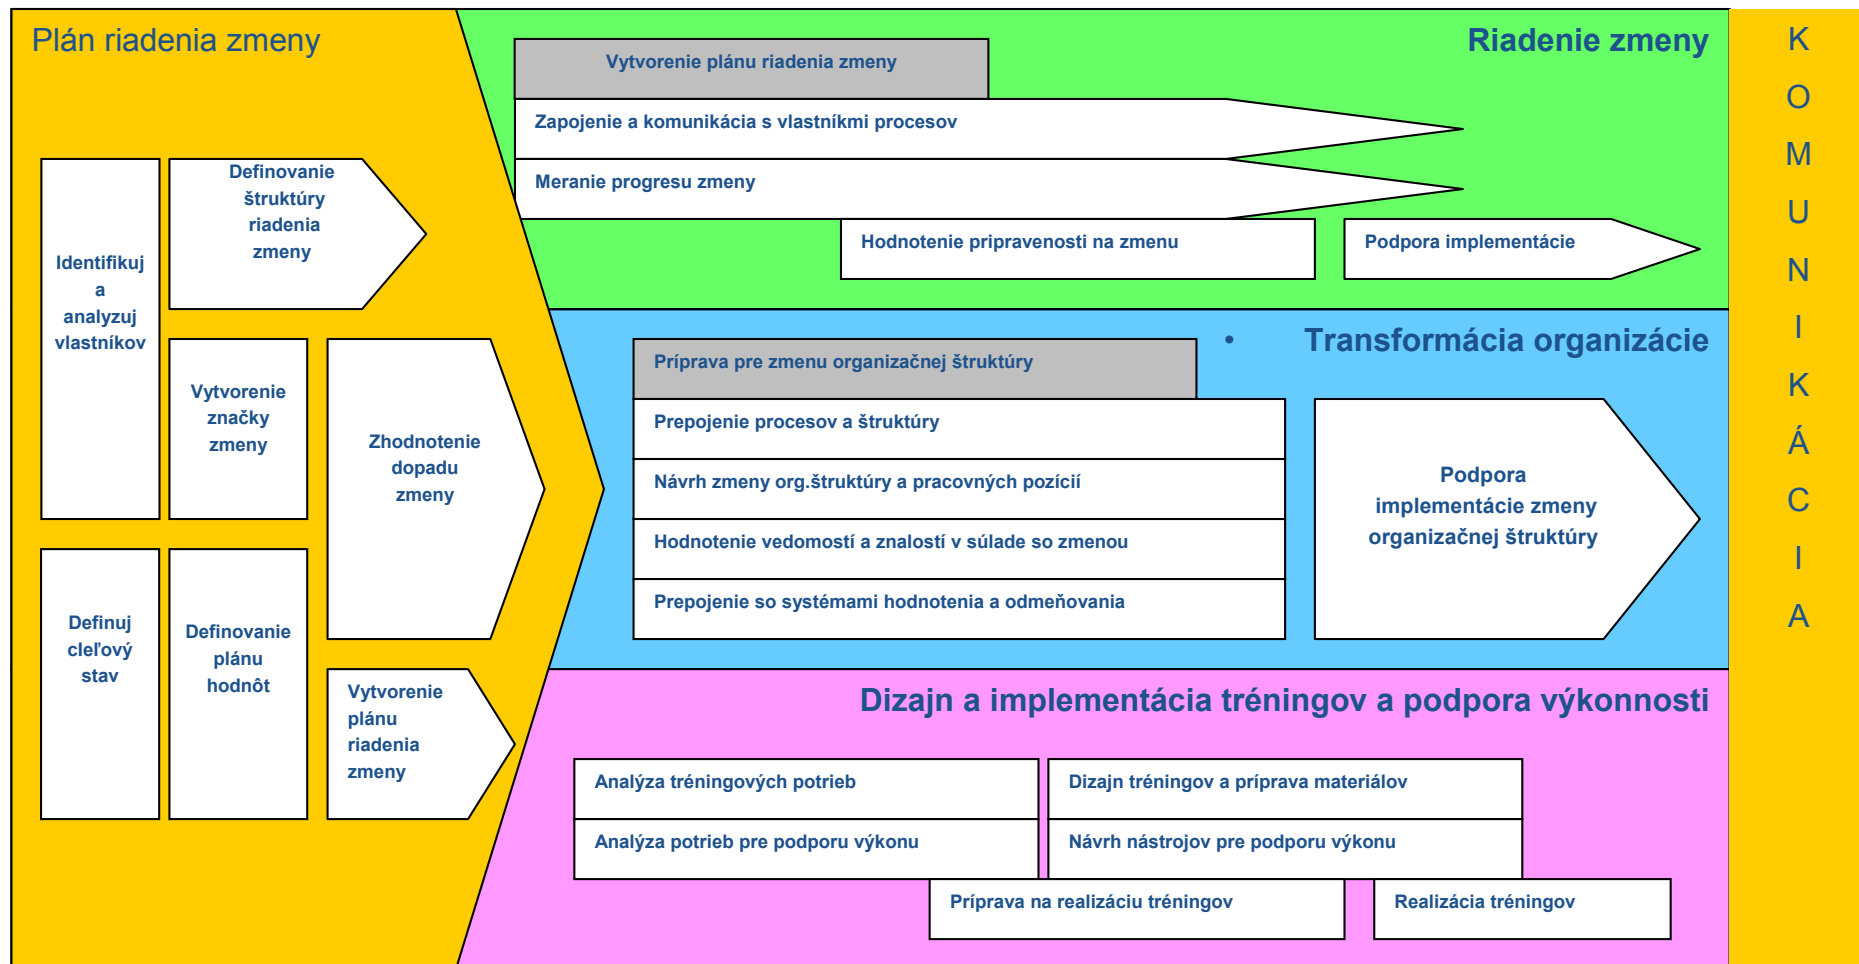 Plán riadenia zmeny
Identifikuj
a
analyzuj
vlastníkov
Definovanie
štruktúry
riadenia
zmeny
Vytvorenie
značky
zmeny
Zhodnotenie
dopadu
zmeny
Definuj
cleľový
stav
Definovanie
plánu
hodnôt
Vytvorenie
plánu
riadenia
zmeny
Riadenie zmeny
Vytvorenie plánu riadenia zmeny
Zapojenie a komunikácia s vlastníkmi procesov
Meranie progresu zmeny
Hodnotenie pripravenosti na zmenu
Podpora implementácie
• Transformácia organizácie
Príprava pre zmenu organizačnej štruktúry
Prepojenie procesov a štruktúry
Návrh zmeny org.štruktúry a pracovných pozícií
Hodnotenie vedomostí a znalostí v súlade so zmenou
Prepojenie so systémami hodnotenia a odmeňovania
Podpora
implementácie zmeny
organizačnej štruktúry
Dizajn a implementácia tréningov a podpora výkonnosti
Analýza tréningových potrieb
Dizajn tréningov a príprava materiálov
Analýza potrieb pre podporu výkonu
Návrh nástrojov pre podporu výkonu
Príprava na realizáciu tréningov
Realizácia tréningov
K
O
M
U
N
I
K
Á
C
I
A